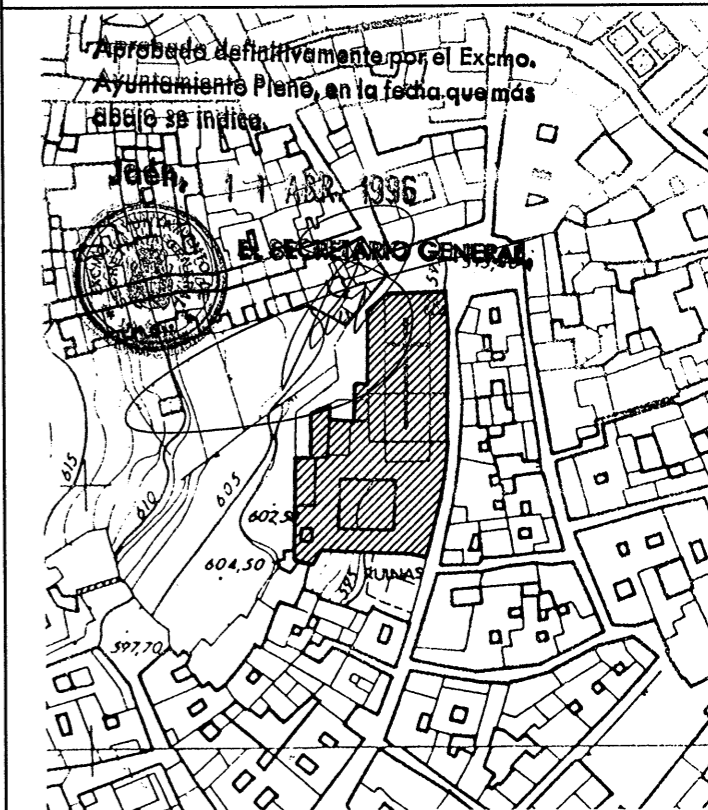 Aprobado definitivamente por el Excmo.
Ayuntamiento Pleno, en la fecha que más
abajo se indica.
Jaén, 11 ABR. 1996
EL SECRETARIO GENERAL,
615
610
605
602,50
604,50
595
RUINAS
597,70